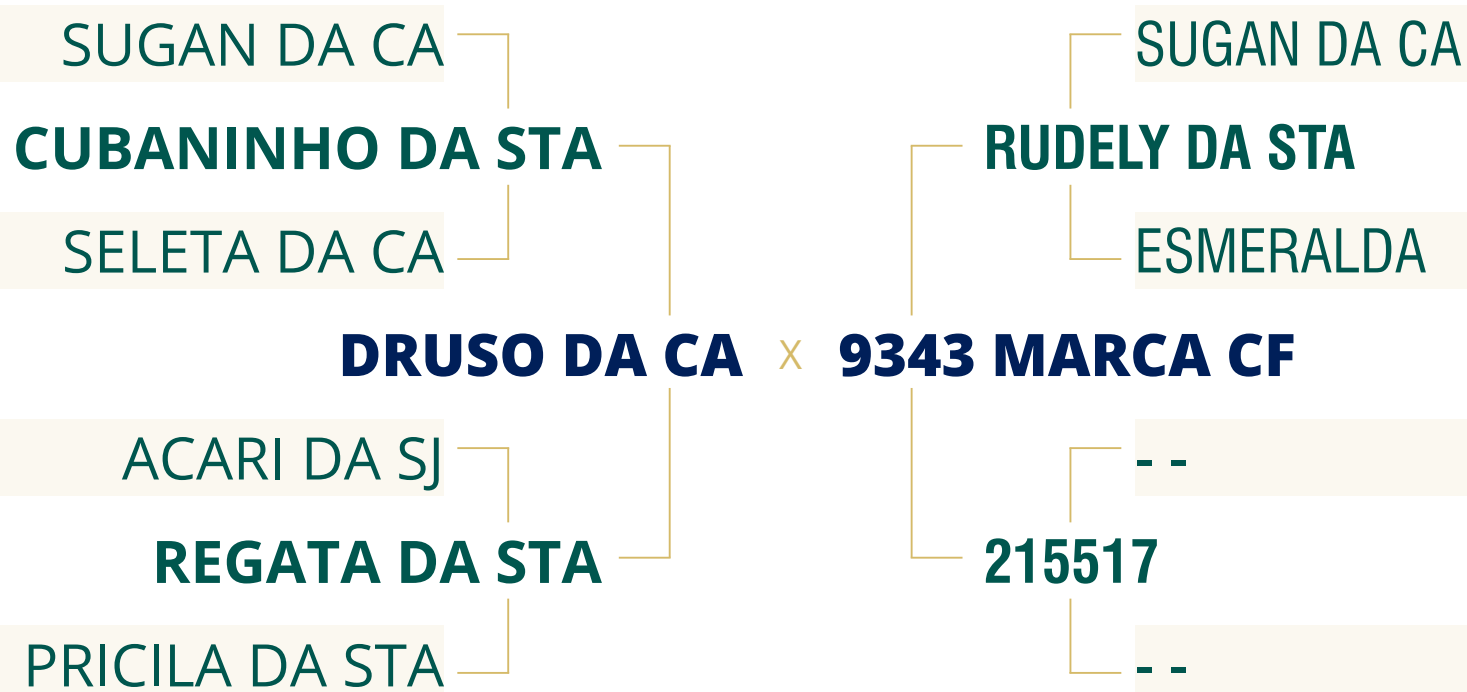 SUGAN DA CA
SUGAN DA CA
CUBANINHO DA STA
RUDELY DA STA
SELETA DA CA
ESMERALDA
DRUSO DA CA X 9343 MARCA CF
ACARI DA SJ
- -
REGATA DA STA
215517
PRICILA DA STA
- -